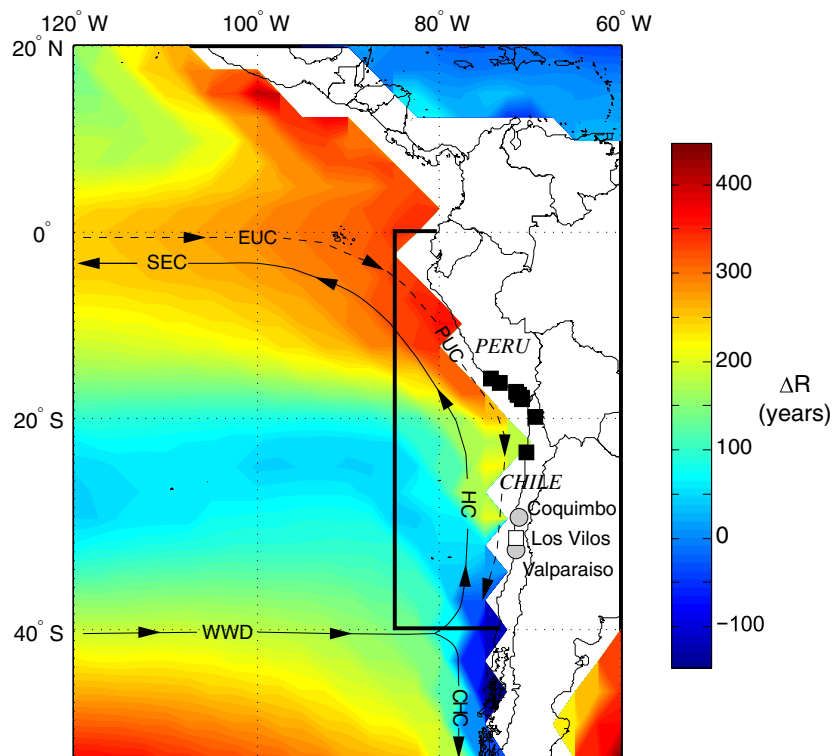 120° W 100° W 80° W 60° W
20° N
0°
20° S
40° S
EUC
SEC
PUC
PERU
HC
CHILE
Coquimbo
Los Vilos
Valparaiso
WWD
CHC
400
300
200
100
0
−100
ΔR
(years)